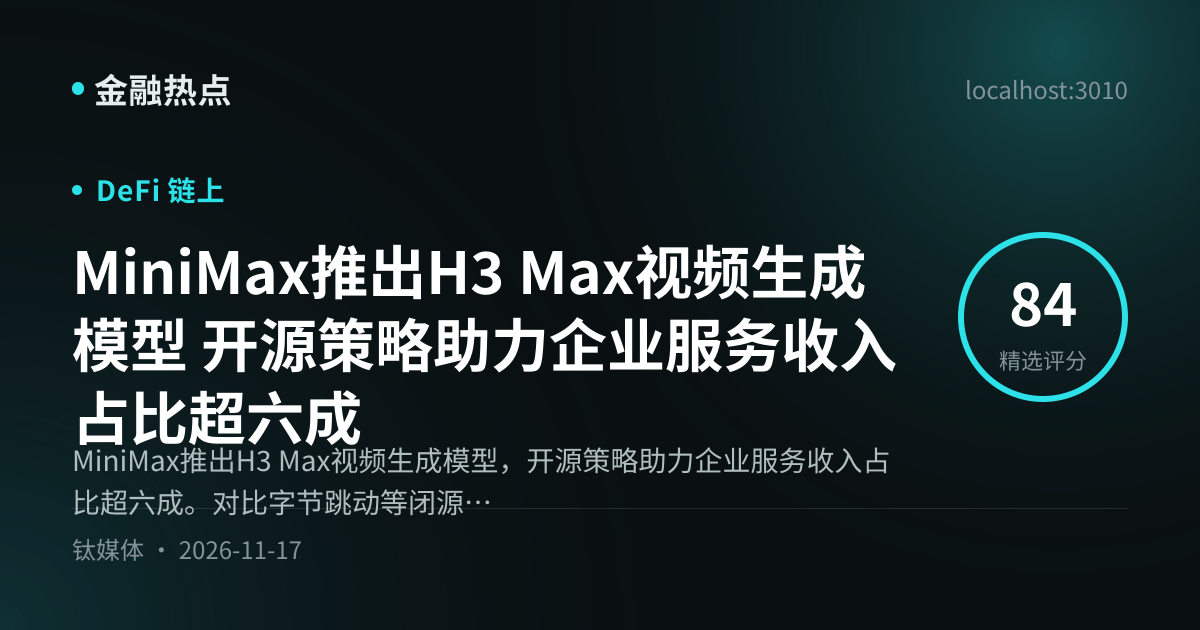 金融热点
localhost:3010
DeFi 链上
MiniMax推出H3 Max视频生成
模型 开源策略助力企业服务收入
占比超六成
84
精选评分
MiniMax推出H3 Max视频生成模型，开源策略助力企业服务收入占
比超六成。对比字节跳动等闭源…
钛媒体 · 2026-11-17